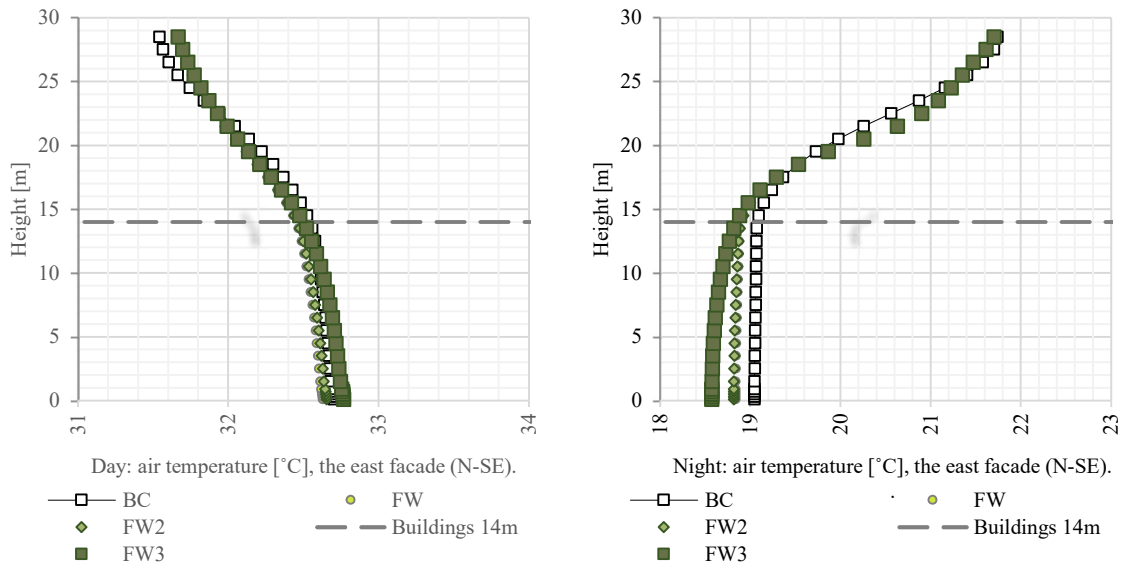 30
25
20
15
10
5
0
Height [m]
31
32
33
34
Day: air temperature [˚C], the east facade (N-SE).
BC
FW
FW2
Buildings 14m
FW3
30
25
20
15
10
5
0
Height [m]
18
19
20
21
22
23
Night: air temperature [˚C], the east facade (N-SE).
BC
FW
FW2
Buildings 14m
FW3